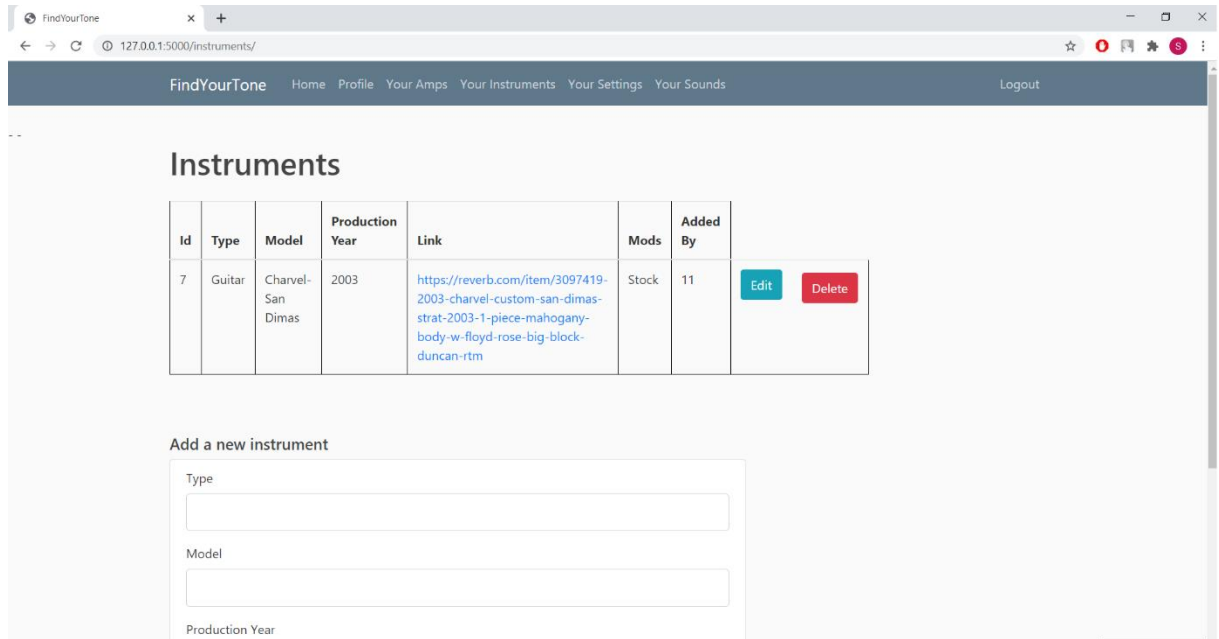 FindYourTone
127.0.0.1:5000/instruments/
S
FindYourTone Home Profile Your Amps Your Instruments Your Settings Your Sounds Logout
- -
Instruments
Id Type Model Production Year Link Mods Added By
7 Guitar Charvel- 2003 https://reverb.com/item/3097419- Stock 11 Edit Delete
San 2003-charvel-custom-san-dimas-
Dimas strat-2003-1-piece-mahogany-
body-w-floyd-rose-big-block-
duncan-rtm
Add a new instrument
Type
Model
Production Year